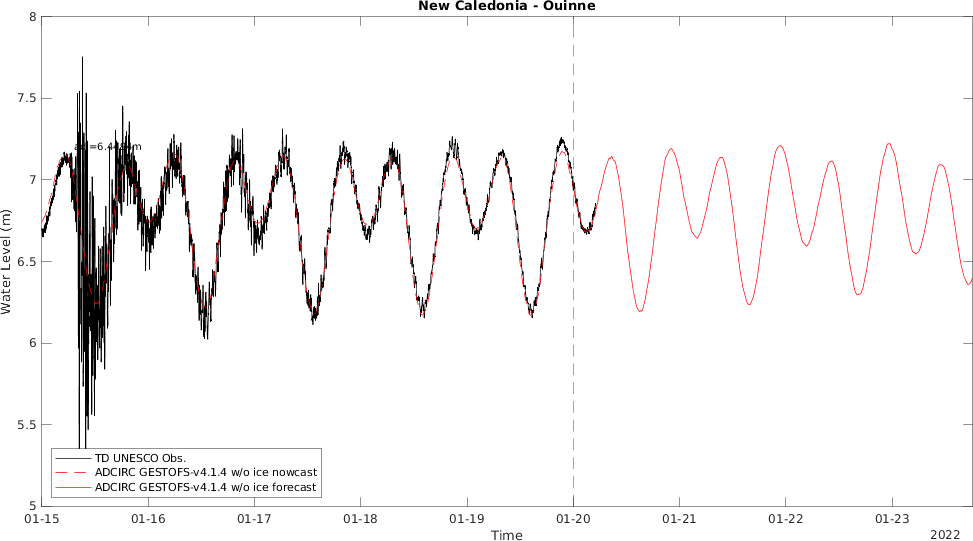 New Caledonia - Ouinne
8
7.5
7
6.5
6
5.5
5
Water Level (m)
TD UNESCO Obs.
ADCIRC GESTOFS-v4.1.4 w/o ice nowcast
ADCIRC GESTOFS-v4.1.4 w/o ice forecast
01-15 01-16 01-17 01-18 01-19 01-20 01-21 01-22 01-23
Time
2022